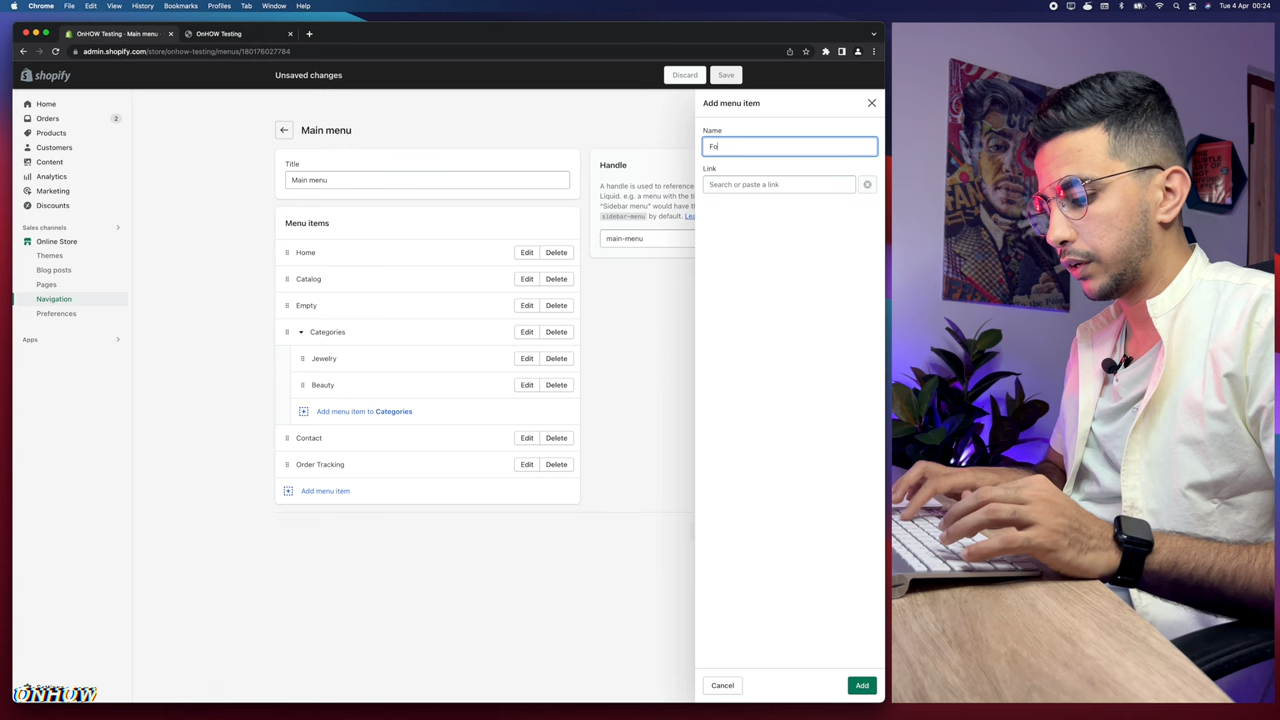 Chrome File Edit View History Bookmarks Profiles Tab Window Help Tue 4 Apr 00:24
OnHOW Testing · Main menu · OnHOW Testing
admin.shopify.com/store/onhow-testing/menus/180176027784
shopify Unsaved changes Discard Save
Home
Orders 2
Products
Customers
Content
Analytics
Marketing
Discounts
Sales channels
Online Store
Themes
Blog posts
Pages
Navigation
Preferences
Apps
ONHOW
Main menu
Title
Main menu
Menu items
Home Edit Delete
Catalog Edit Delete
Empty Edit Delete
Categories Edit Delete
Jewelry Edit Delete
Beauty Edit Delete
Add menu item to Categories
Contact Edit Delete
Order Tracking Edit Delete
Add menu item
Handle
A handle is used to reference
Liquid. e.g. a menu with the ti
"Sidebar menu" would have th
sidebar-menu by default. Lea
main-menu
Add menu item
Name
Fo
Link
Search or paste a link
Cancel Add
THE
SUBTLE
ART OF